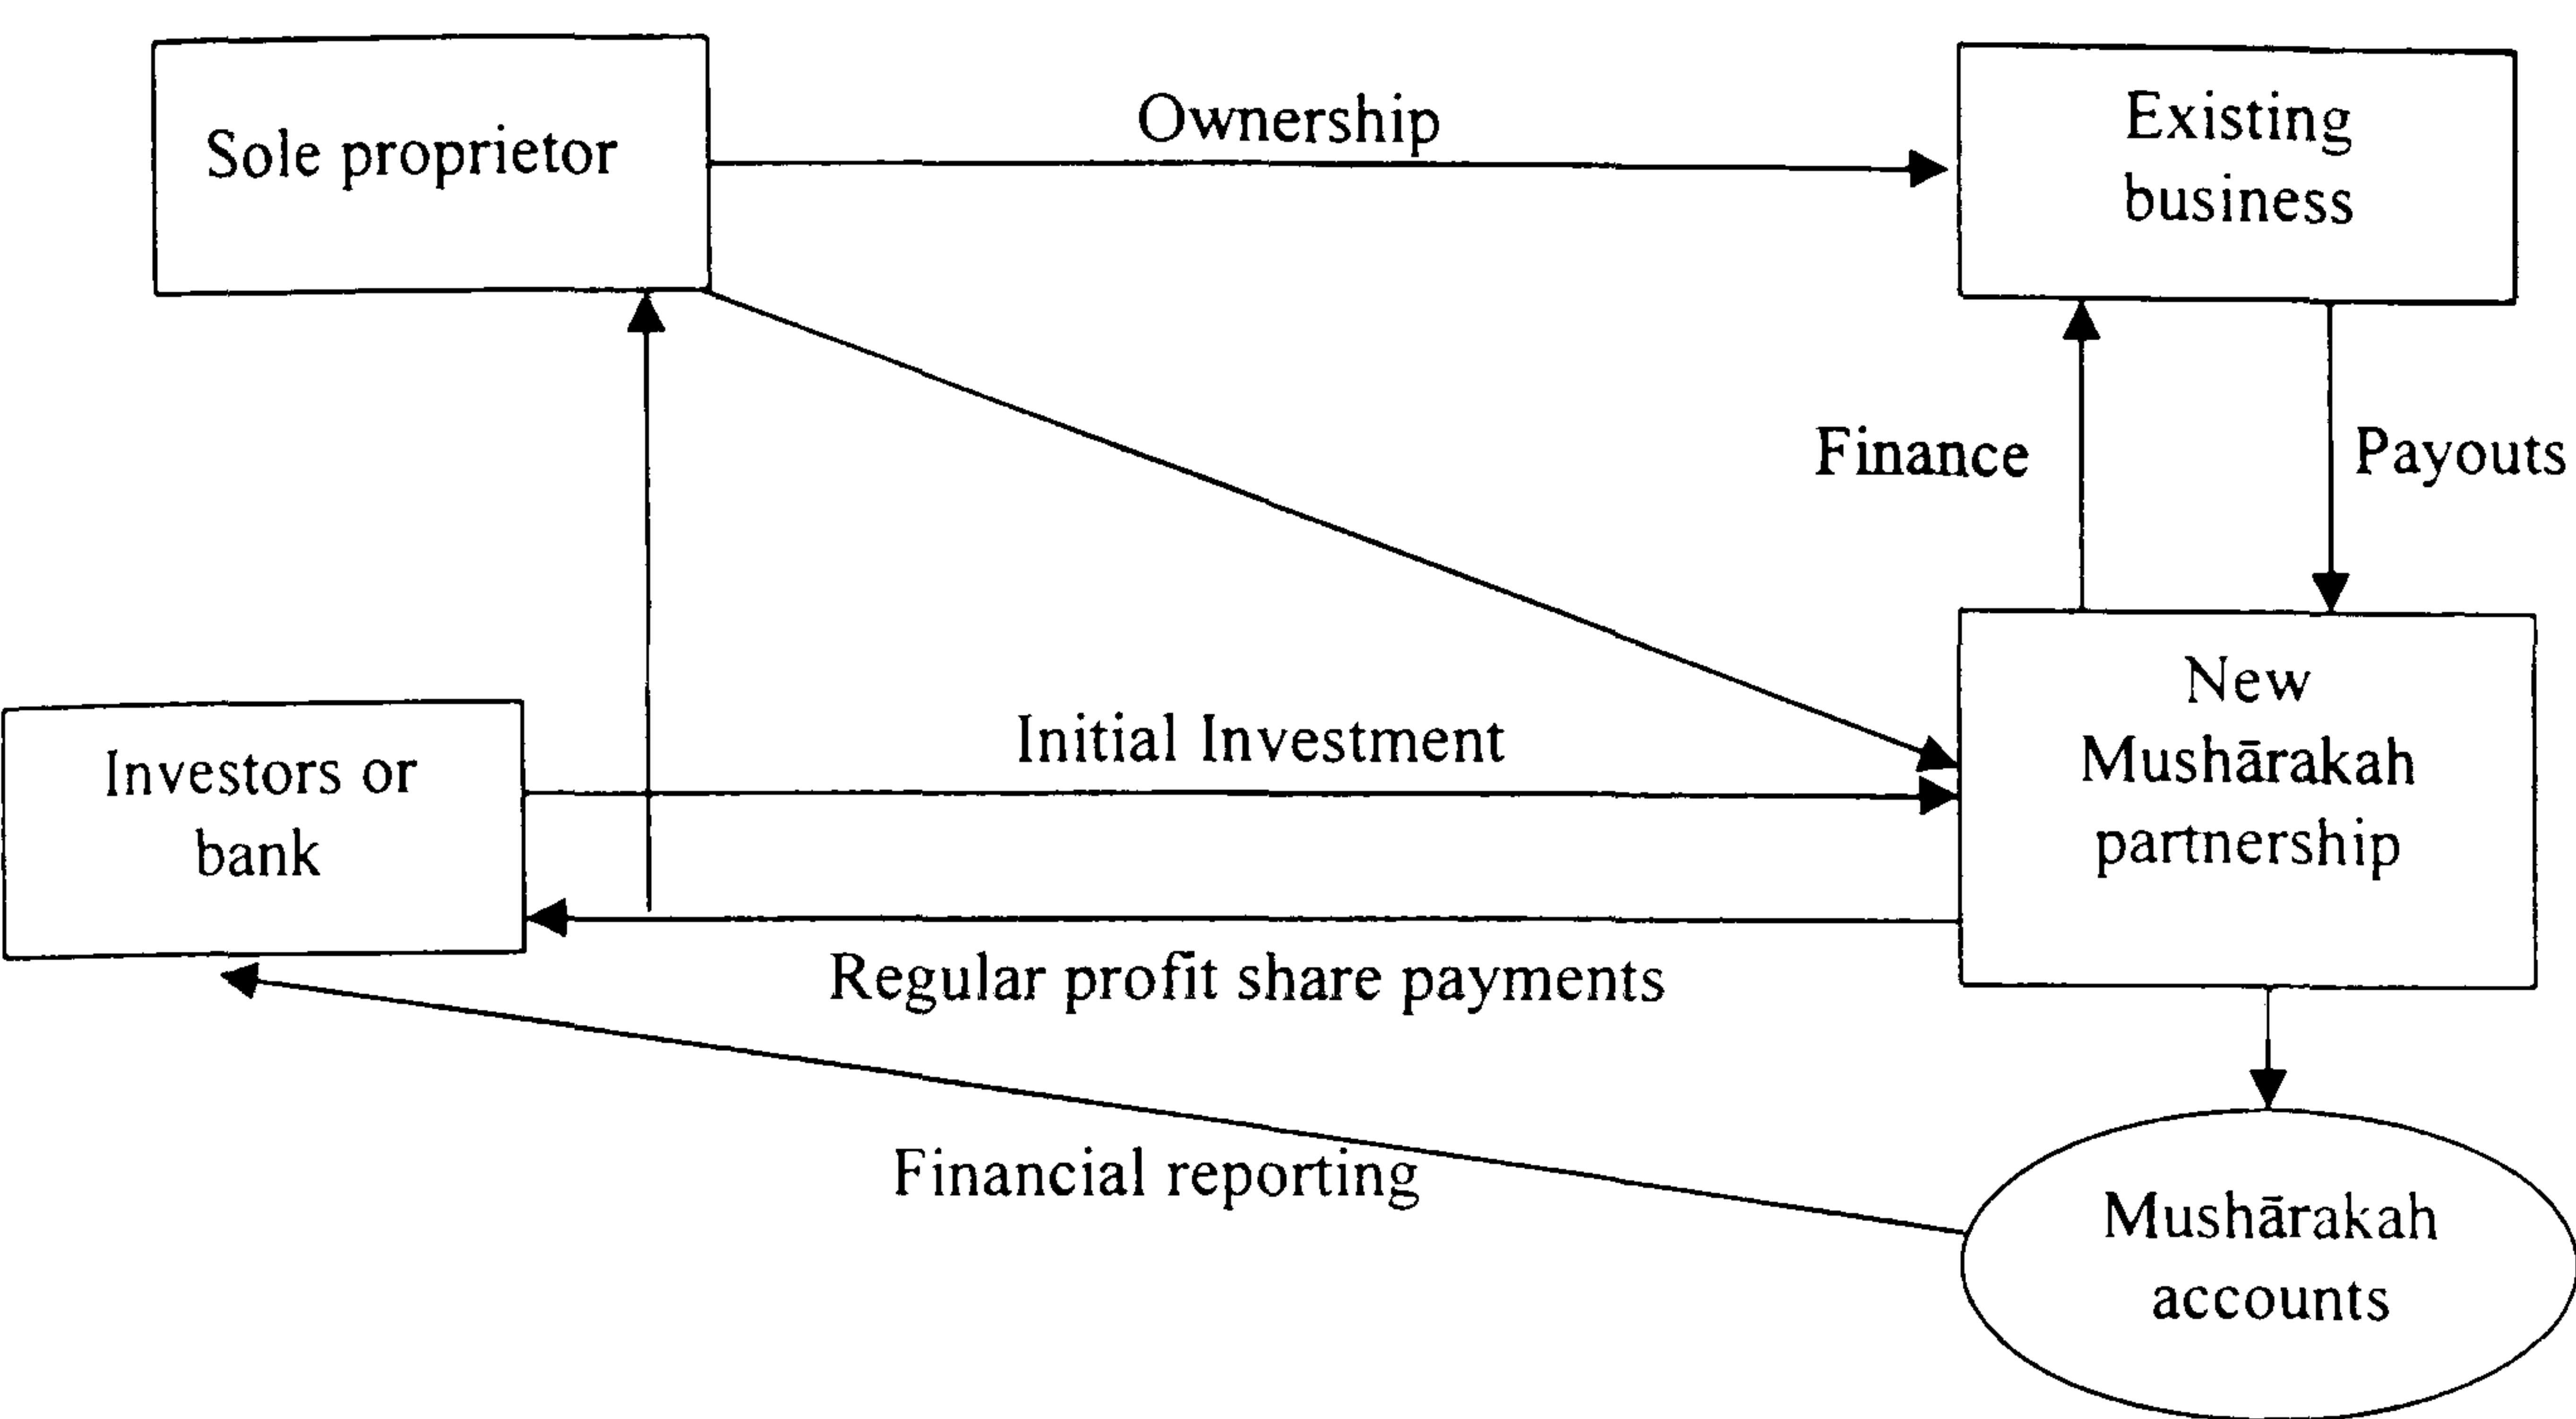 Sole proprietor
Ownership
Existing
business
Finance
Payouts
New
Mushārakah
partnership
Initial Investment
Investors or
bank
Regular profit share payments
Financial reporting
Mushārakah
accounts